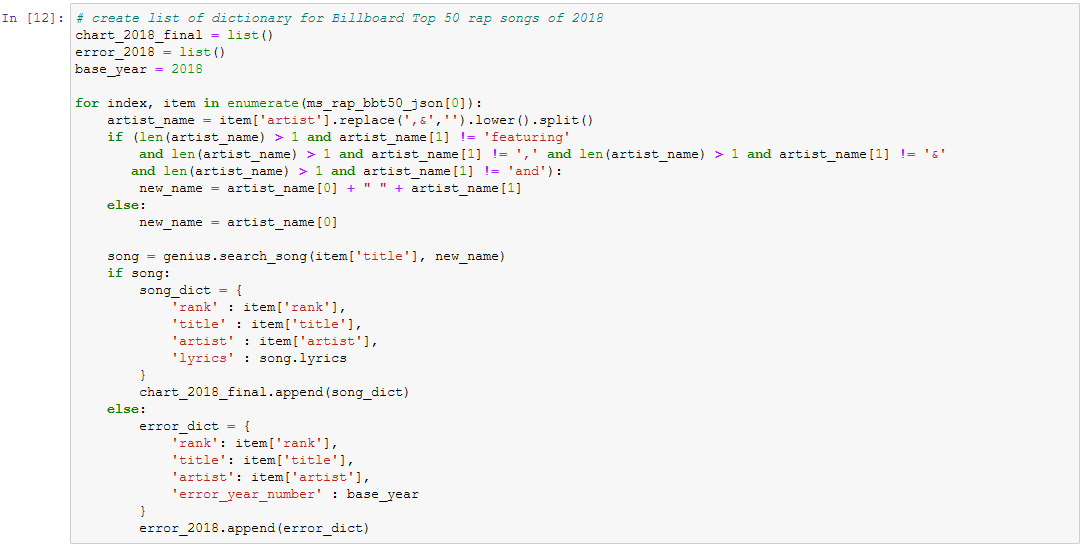 In [12]: # create list of dictionary for Billboard Top 50 rap songs of 2018
chart_2018_final = list()
error_2018 = list()
base_year = 2018

for index, item in enumerate(ms_rap_bbt50_json[0]):
    artist_name = item['artist'].replace(',&','').lower().split()
    if (len(artist_name) > 1 and artist_name[1] != 'featuring'
        and len(artist_name) > 1 and artist_name[1] != ',' and len(artist_name) > 1 and artist_name[1] != '&'
       and len(artist_name) > 1 and artist_name[1] != 'and'):
        new_name = artist_name[0] + " " + artist_name[1]
    else:
        new_name = artist_name[0]

    song = genius.search_song(item['title'], new_name)
    if song:
        song_dict = {
            'rank' : item['rank'],
            'title' : item['title'],
            'artist' : item['artist'],
            'lyrics' : song.lyrics
        }
        chart_2018_final.append(song_dict)
    else:
        error_dict = {
            'rank': item['rank'],
            'title': item['title'],
            'artist': item['artist'],
            'error_year_number' : base_year
        }
        error_2018.append(error_dict)